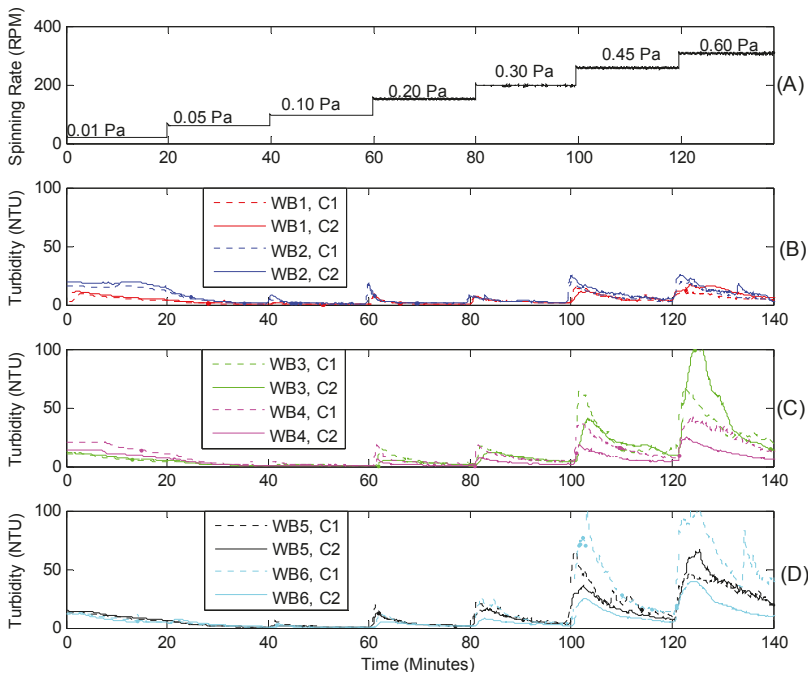 Spinning Rate (RPM)
400
200
0
0.01 Pa
0.05 Pa
0.10 Pa
0.20 Pa
0.30 Pa
0.45 Pa
0.60 Pa
(A)
0 20 40 60 80 100 120
Turbidity (NTU)
100
50
0
WB1, C1
WB1, C2
WB2, C1
WB2, C2
(B)
0 20 40 60 80 100 120 140
Turbidity (NTU)
100
50
0
WB3, C1
WB3, C2
WB4, C1
WB4, C2
(C)
0 20 40 60 80 100 120 140
Turbidity (NTU)
100
50
0
WB5, C1
WB5, C2
WB6, C1
WB6, C2
(D)
0 20 40 60 80 100 120 140
Time (Minutes)